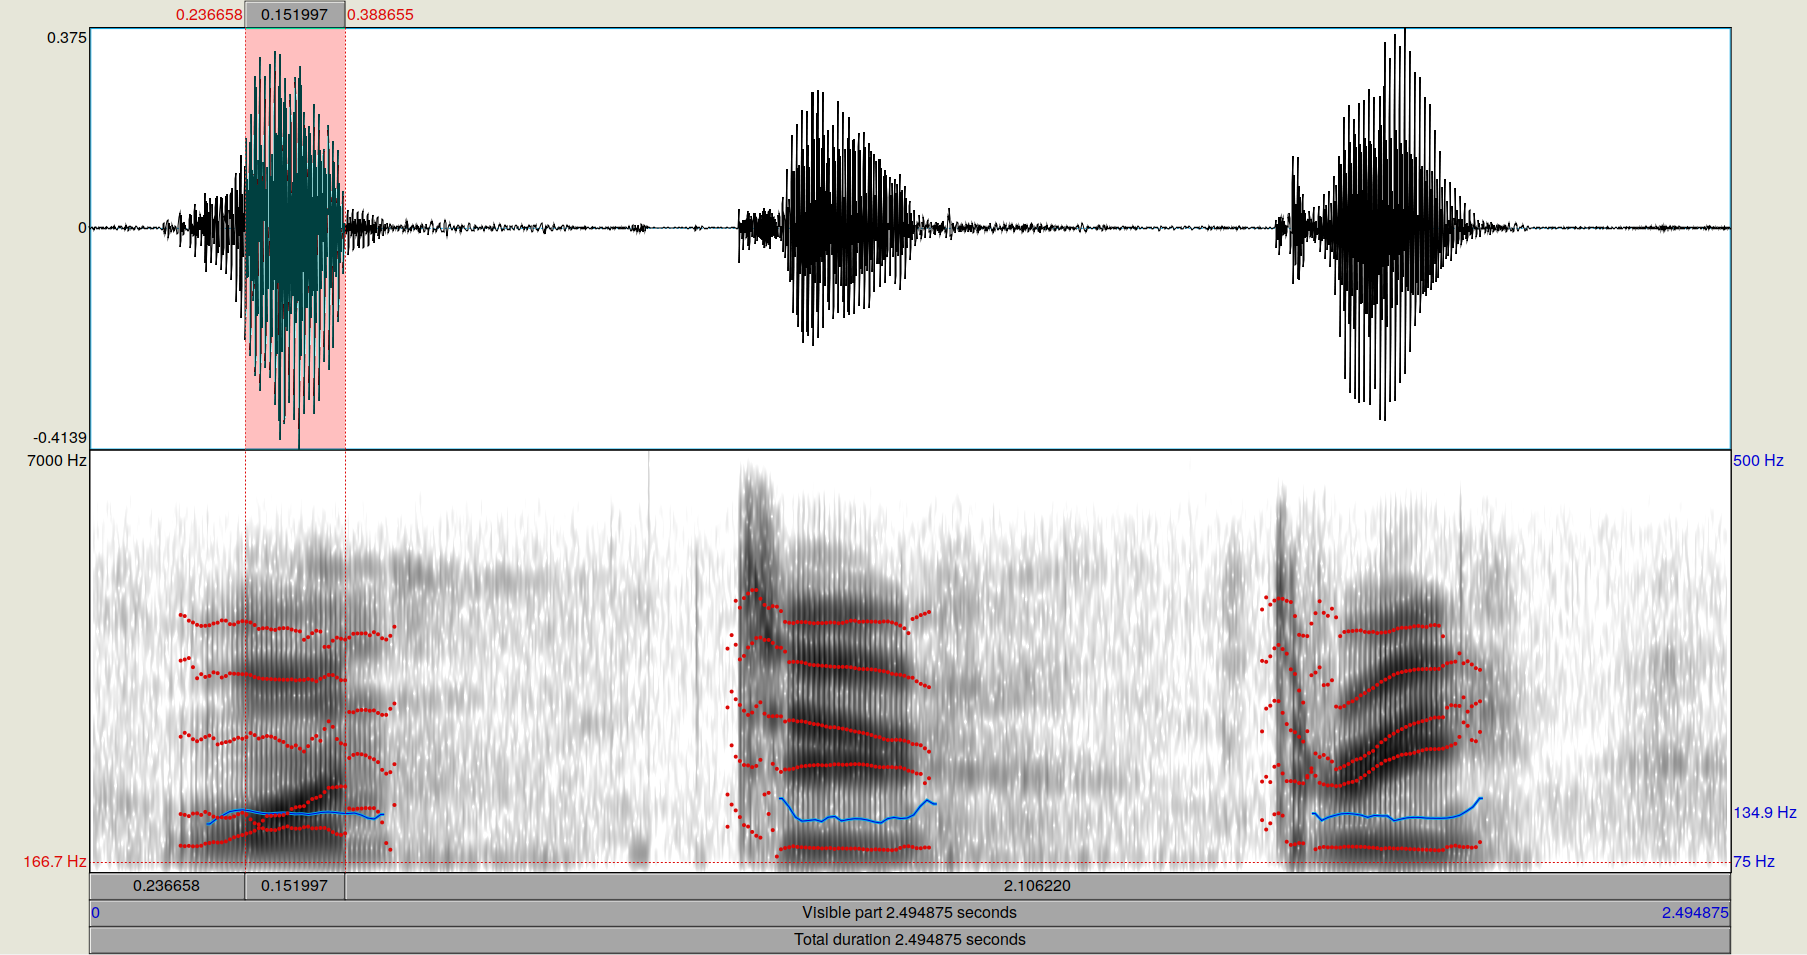 0.236658 0.151997 0.388655
0.375
0
-0.4139
7000 Hz 500 Hz
134.9 Hz
166.7 Hz 75 Hz
0.236658 0.151997 2.106220
0 Visible part 2.494875 seconds 2.494875
Total duration 2.494875 seconds